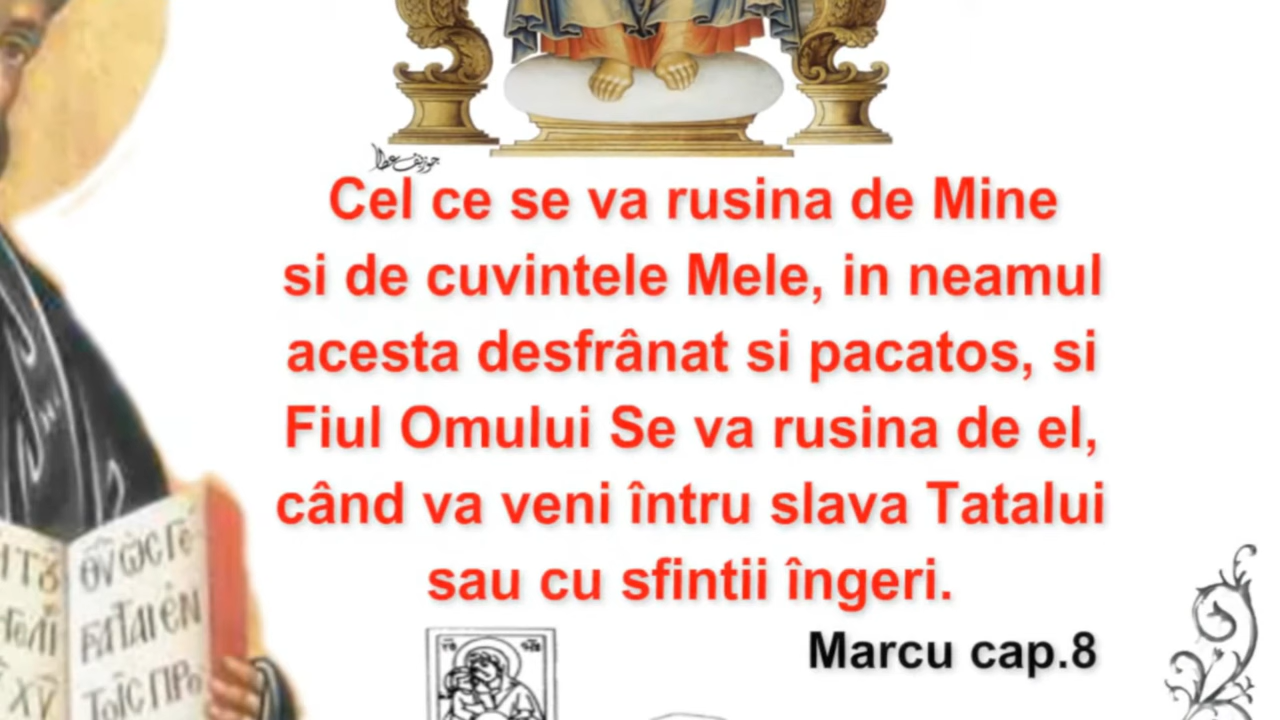 جوزيف عطا
Cel ce se va rusina de Mine
si de cuvintele Mele, in neamul
acesta desfrânat si pacatos, si
Fiul Omului Se va rusina de el,
când va veni întru slava Tatalui
sau cu sfintii îngeri.
Marcu cap.8